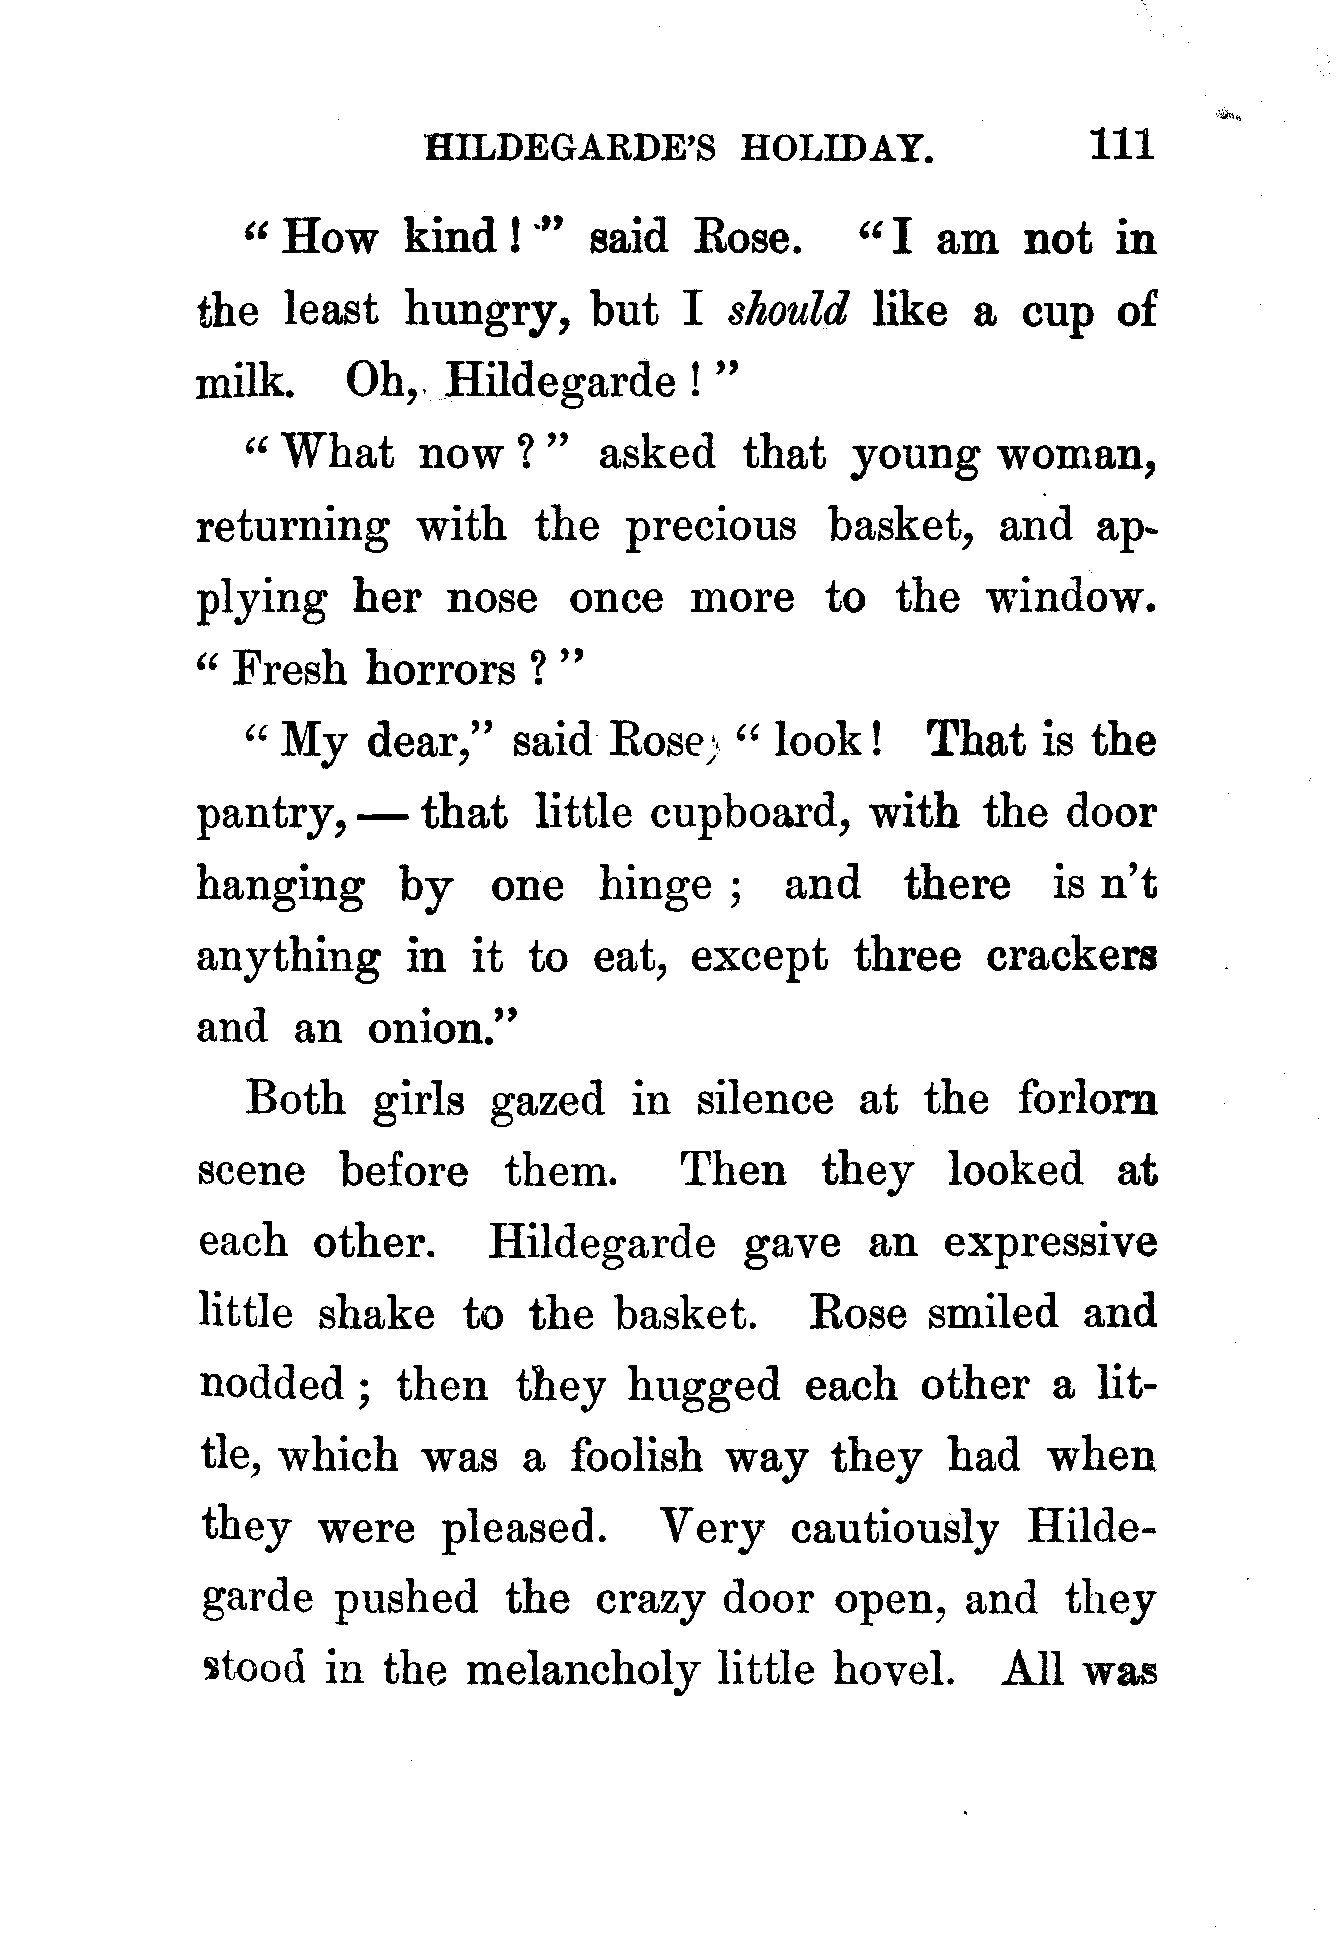 HILDEGARDE'S HOLIDAY. 111
" How kind ! " said Rose. " I am not in
the least hungry, but I should like a cup of
milk. Oh, Hildegarde ! "
" What now ? " asked that young woman,
returning with the precious basket, and ap-
plying her nose once more to the window.
" Fresh horrors ? "
" My dear," said Rose, " look ! That is the
pantry, — that little cupboard, with the door
hanging by one hinge ; and there is n't
anything in it to eat, except three crackers
and an onion."
Both girls gazed in silence at the forlorn
scene before them. Then they looked at
each other. Hildegarde gave an expressive
little shake to the basket. Rose smiled and
nodded ; then they hugged each other a lit-
tle, which was a foolish way they had when
they were pleased. Very cautiously Hilde-
garde pushed the crazy door open, and they
stood in the melancholy little hovel. All was